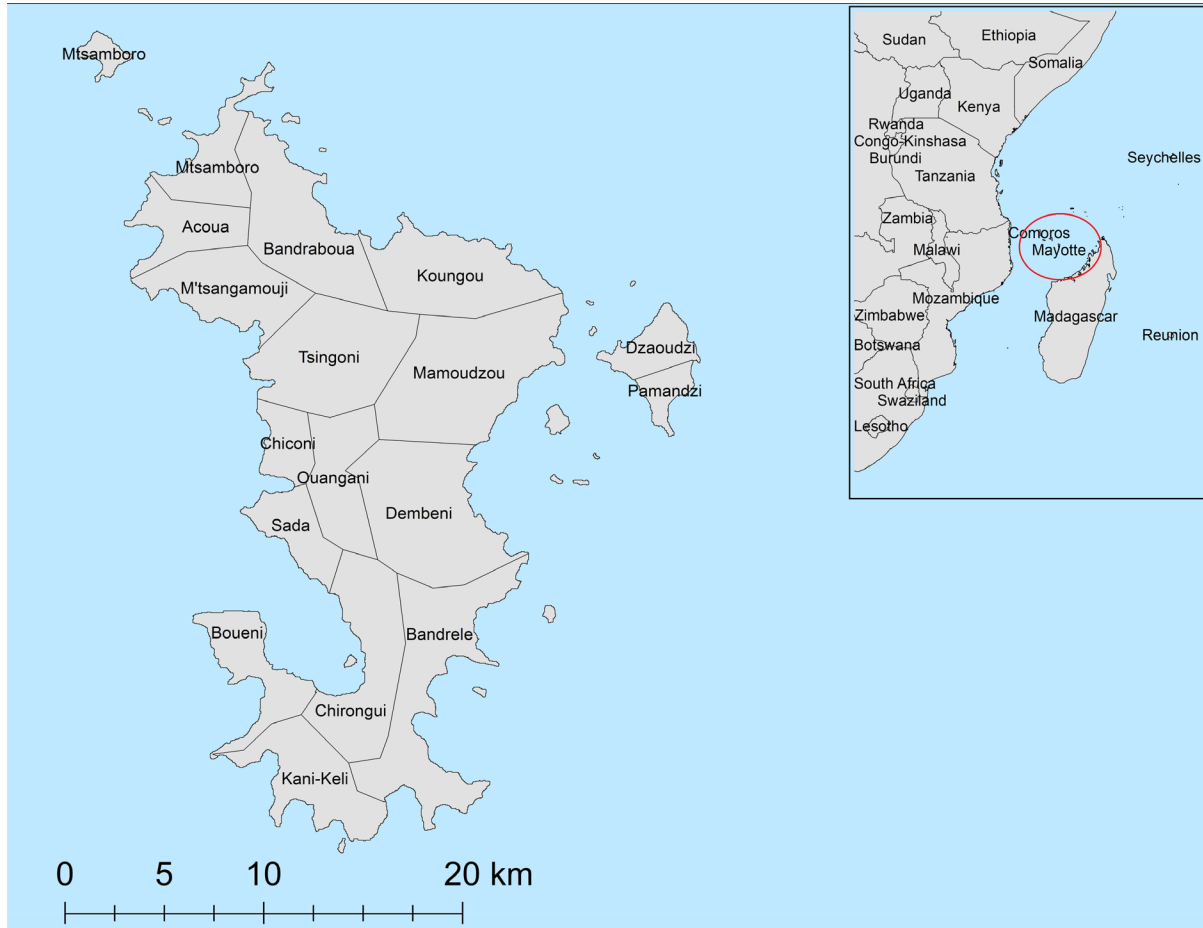 Mtsamboro
Mtsamboro
Acoua
Bandraboua
Koungou
M'tsangamouji
Tsingoni
Mamoudzou
Dzaoudzi
Pamandzi
Chiconi
Ouangani
Sada
Dembeni
Boueni
Bandrele
Chirongui
Kani-Keli
0 5 10 20 km
Sudan
Ethiopia
Somalia
Uganda
Kenya
Rwanda
Congo-Kinshasa
Burundi
Tanzania
Seychelles
Zambia
Comoros
Malawi
Mayotte
Mozambique
Zimbabwe
Madagascar
Reunion
Botswana
South Africa
Swaziland
Lesotho